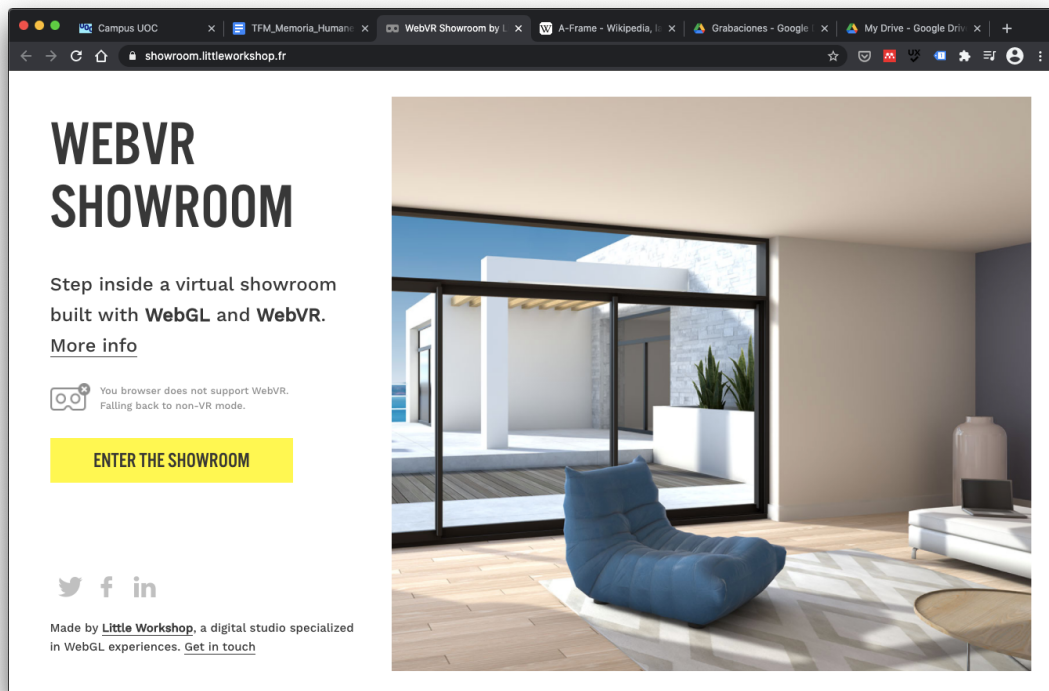 Campus UOC
TFM_Memoria_Humane
WebVR Showroom by L
A-Frame - Wikipedia, l
Grabaciones - Google
My Drive - Google Driv
showroom.littleworkshop.fr
WEBVR
SHOWROOM
Step inside a virtual showroom
built with WebGL and WebVR.
More info
You browser does not support WebVR.
Falling back to non-VR mode.
ENTER THE SHOWROOM
Made by Little Workshop, a digital studio specialized
in WebGL experiences. Get in touch